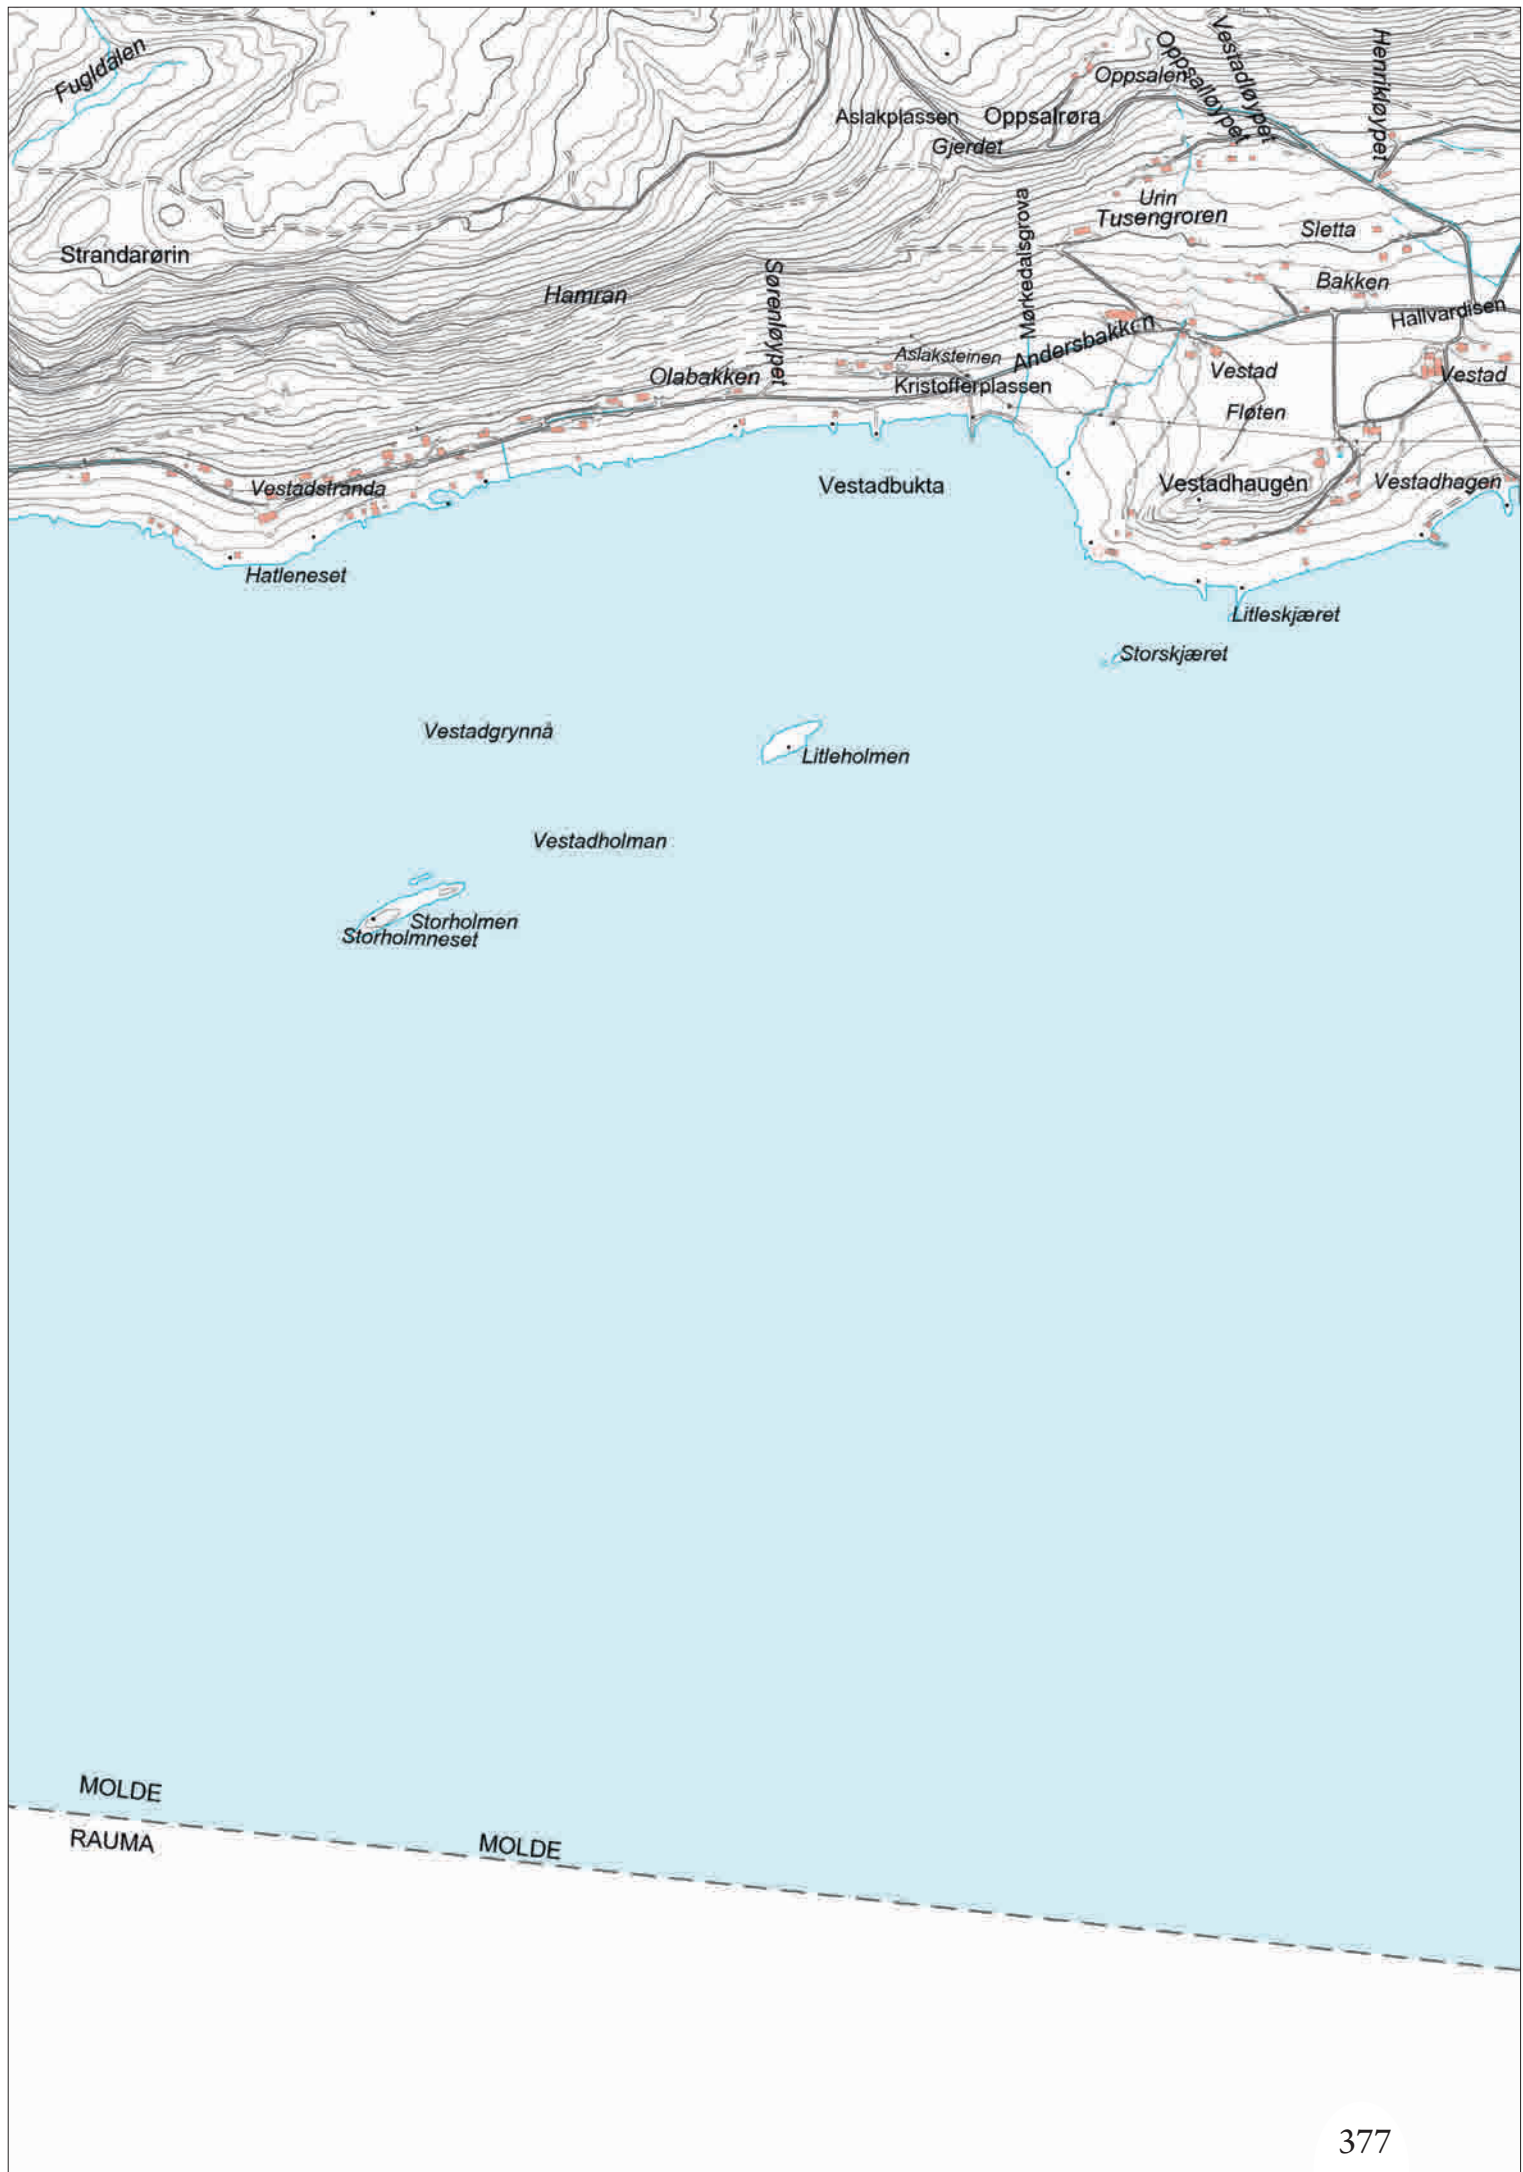 Fugldalen
Oppsalløypet
Vestadløypet
Henrikløypet
Oppsalen
Aslakplassen
Oppsalrøra
Gjerdet
Urin
Tusengroren
Sletta
Strandarørin
Hamran
Sørenløypet
Mørkedalsgrova
Bakken
Hallvardisen
Andersbakken
Aslaksteinen
Olabakken
Kristofferplassen
Vestad
Vestad
Fløten
Vestadstranda
Vestadbukta
Vestadhaugen
Vestadhagen
Hatleneset
Litleskjæret
Storskjæret
Vestadgrynnå
Litleholmen
Vestadholman
Storholmen
Storholmneset
MOLDE
RAUMA
MOLDE
377